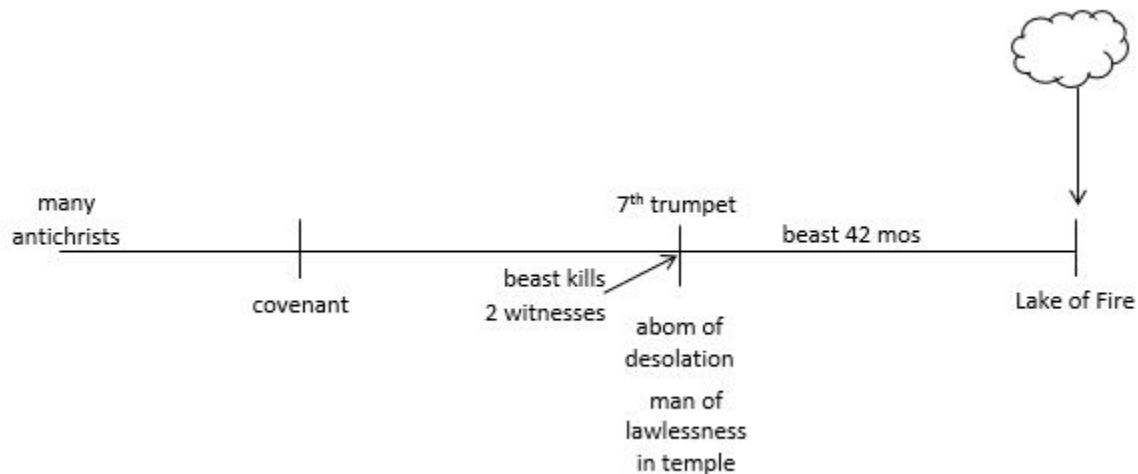 many
antichrists
7th trumpet
beast 42 mos
covenant
beast kills
2 witnesses
Lake of Fire
abom of
desolation
man of
lawlessness
in temple